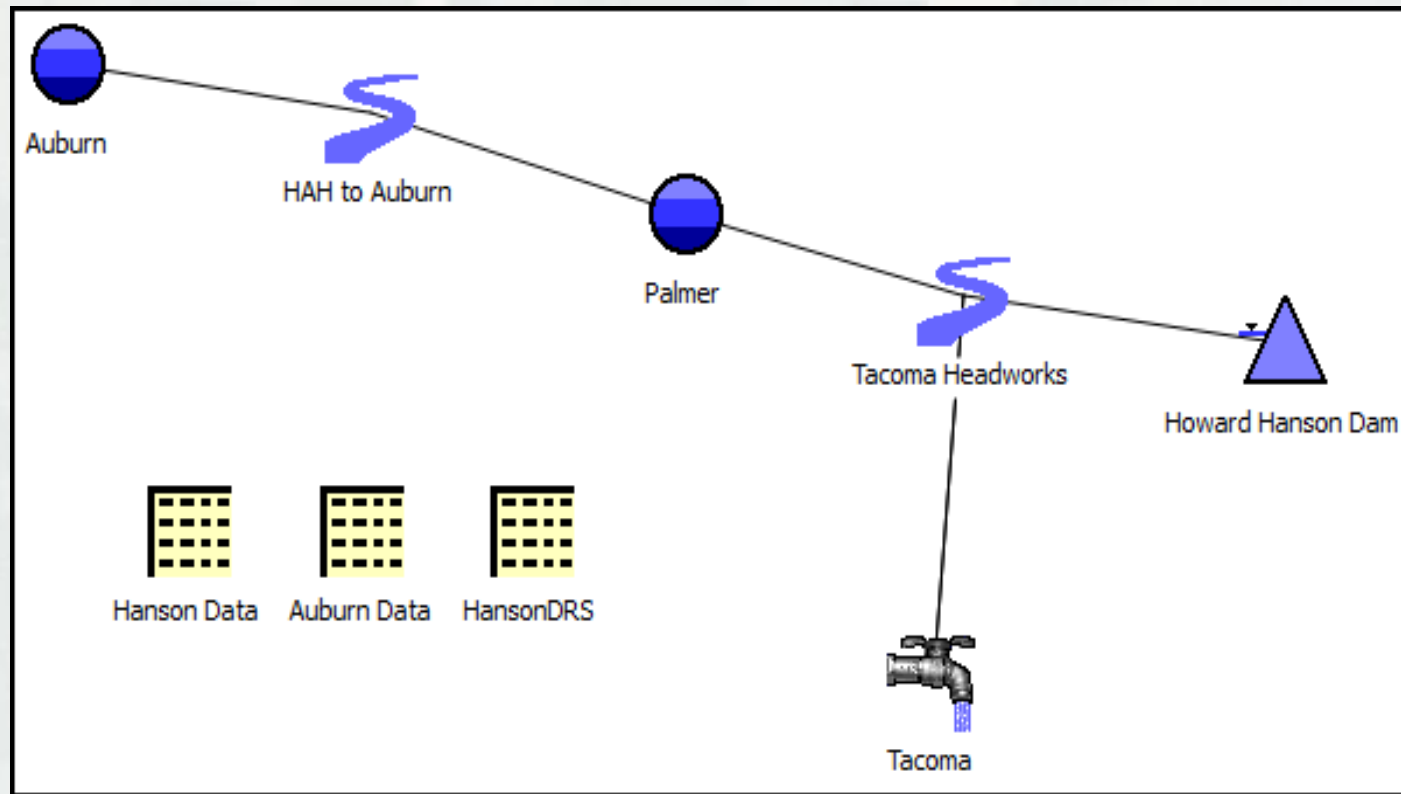 Auburn
HAH to Auburn
Palmer
Tacoma Headworks
Howard Hanson Dam
Hanson Data
Auburn Data
HansonDRS
Tacoma